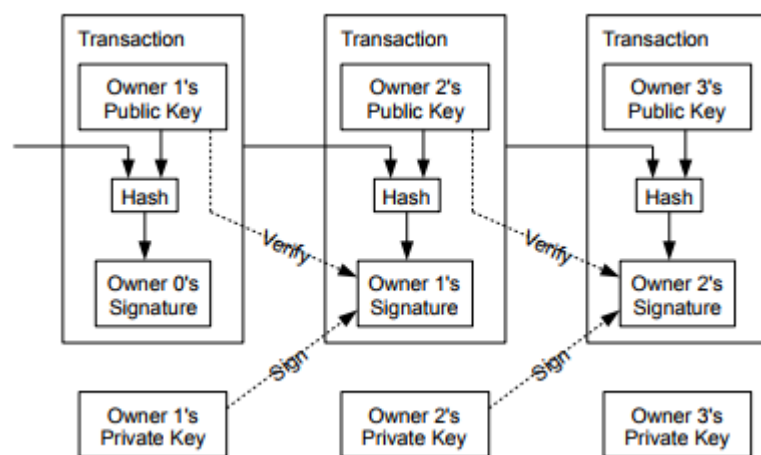 Transaction
Owner 1's
Public Key
Hash
Owner 0's
Signature
Transaction
Owner 2's
Public Key
Hash
Verify
Owner 1's
Signature
Transaction
Owner 3's
Public Key
Hash
Verify
Owner 2's
Signature
Sign
Sign
Owner 1's
Private Key
Owner 2's
Private Key
Owner 3's
Private Key